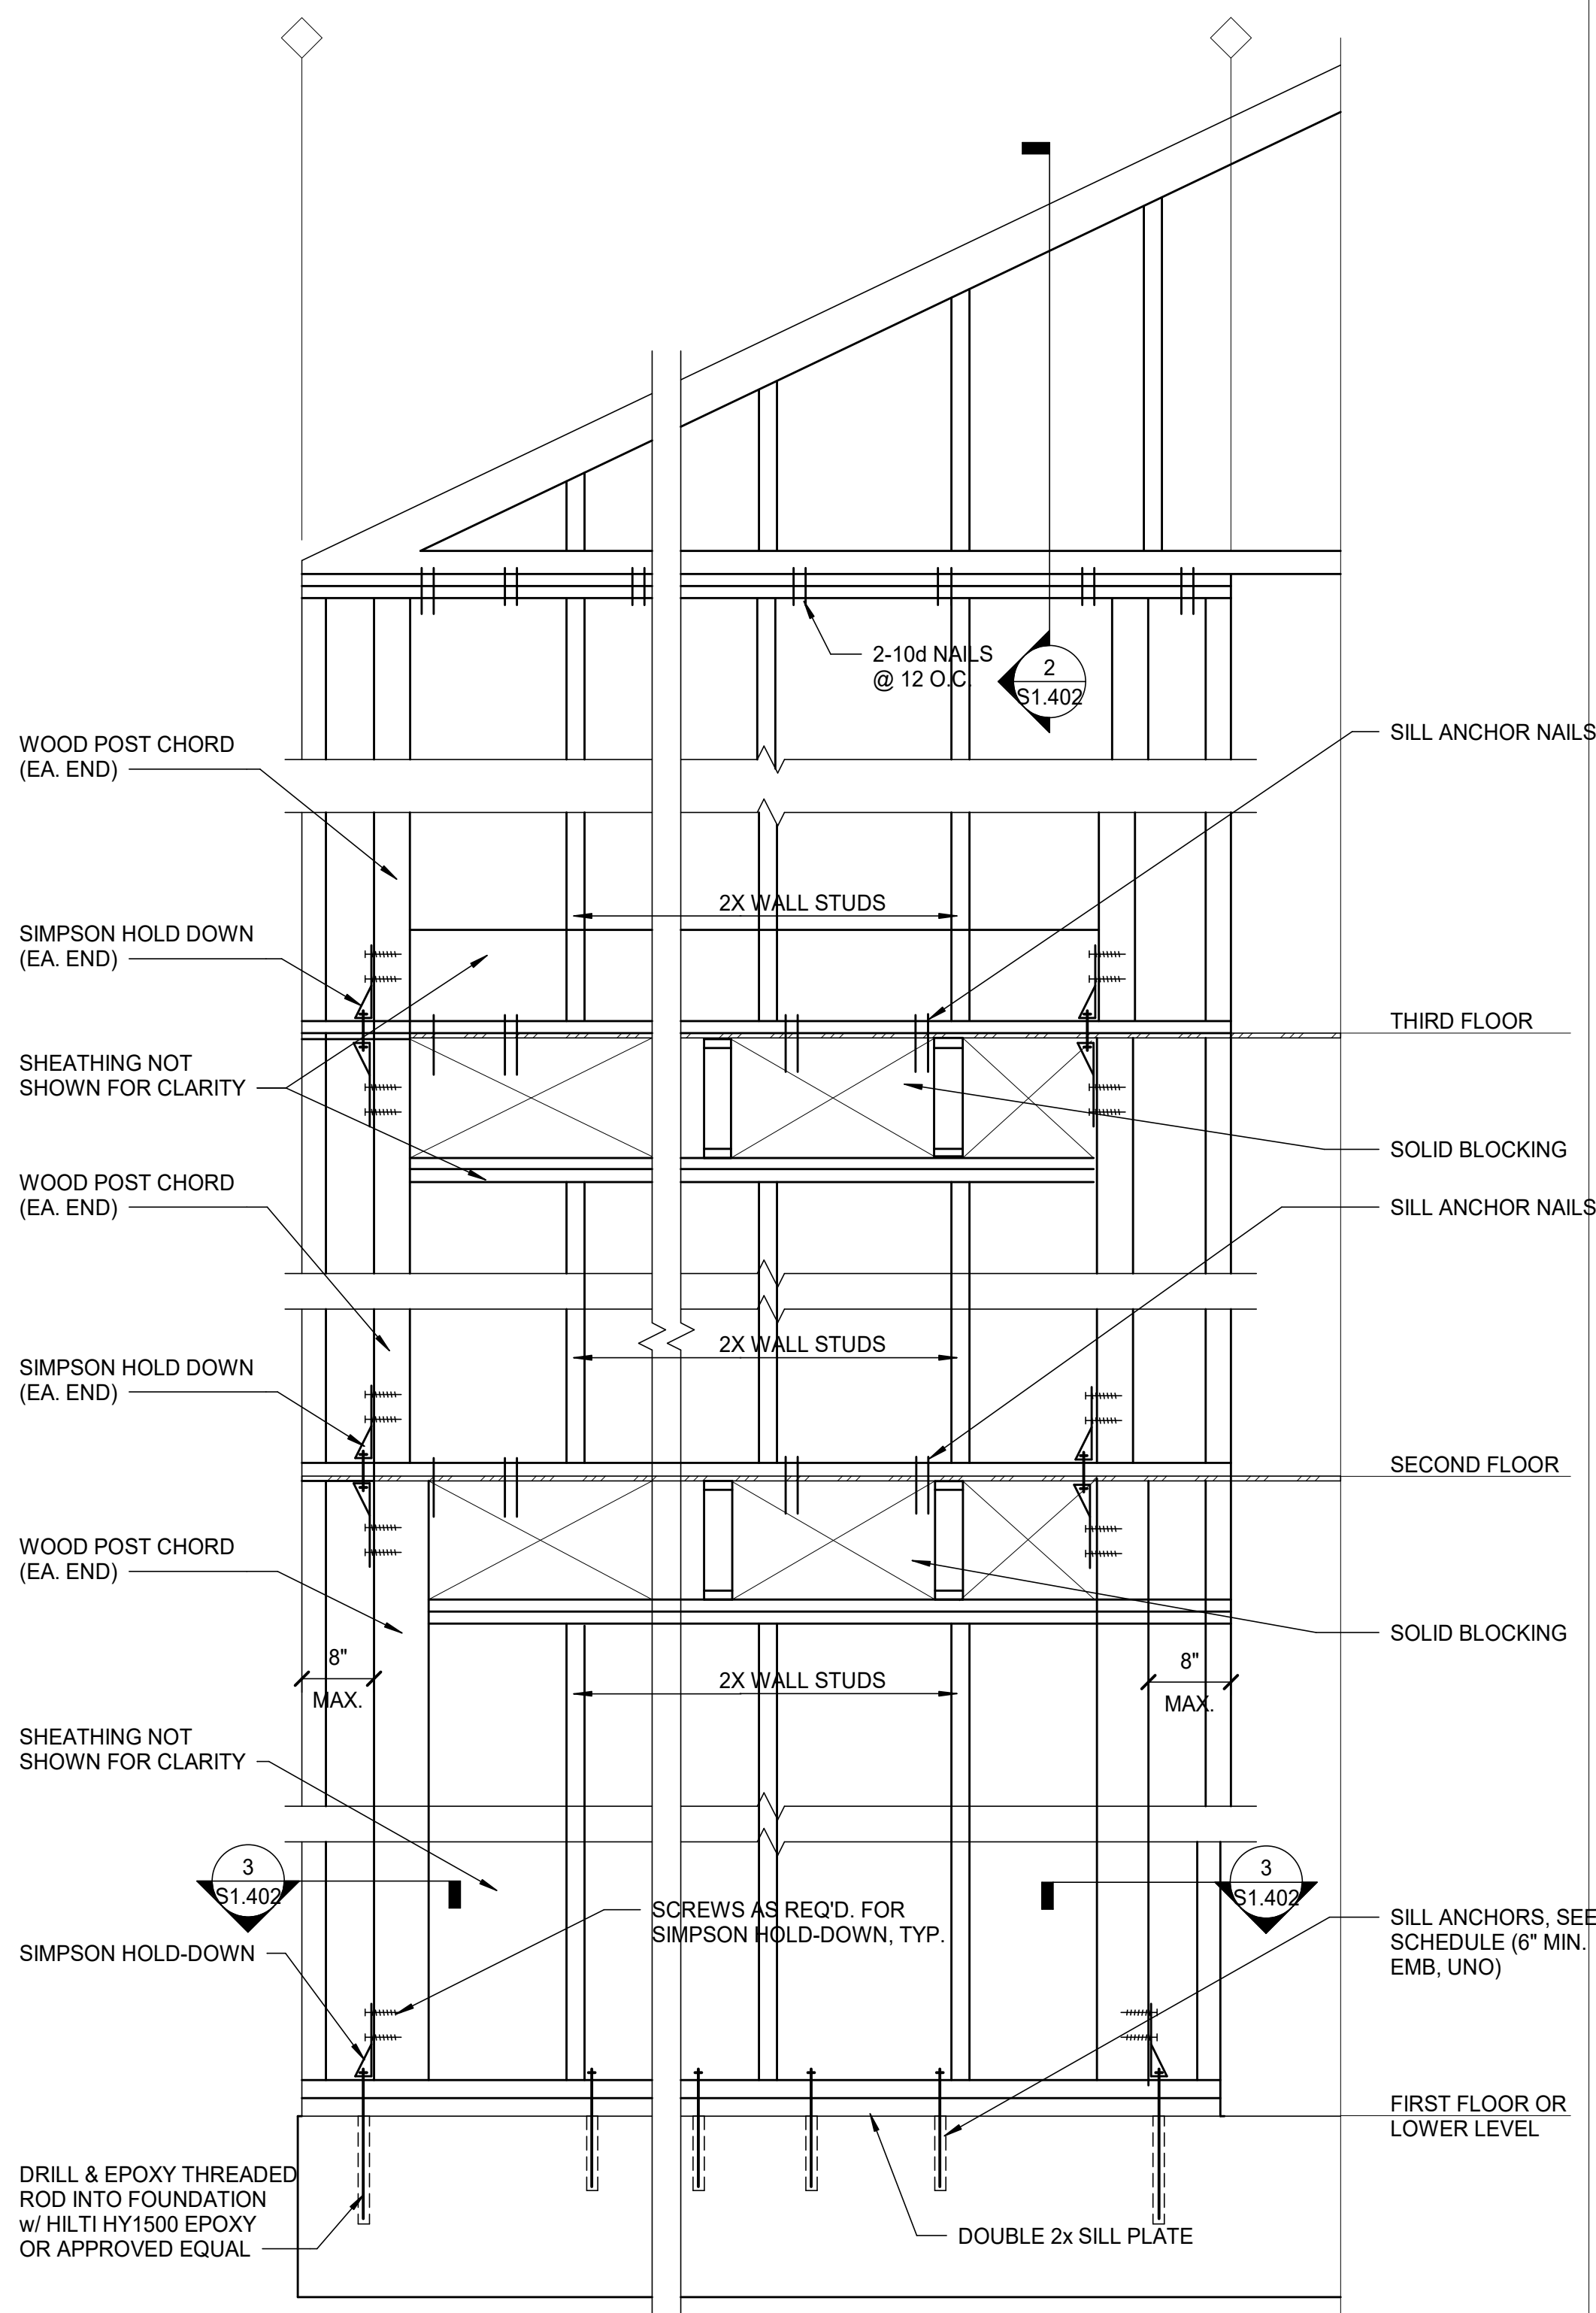 2-10d NAILS
@ 12 O.C.
2
S1.402
WOOD POST CHORD
(EA. END)
SILL ANCHOR NAILS
2X WALL STUDS
SIMPSON HOLD DOWN
(EA. END)
THIRD FLOOR
SHEATHING NOT
SHOWN FOR CLARITY
SOLID BLOCKING
WOOD POST CHORD
(EA. END)
SILL ANCHOR NAILS
2X WALL STUDS
SIMPSON HOLD DOWN
(EA. END)
SECOND FLOOR
WOOD POST CHORD
(EA. END)
SOLID BLOCKING
8"
MAX.
2X WALL STUDS
8"
MAX.
SHEATHING NOT
SHOWN FOR CLARITY
3
S1.402
3
S1.402
SCREWS AS REQ'D. FOR
SIMPSON HOLD-DOWN, TYP.
SILL ANCHORS, SEE
SCHEDULE (6" MIN.
EMB, UNO)
SIMPSON HOLD-DOWN
FIRST FLOOR OR
LOWER LEVEL
DRILL & EPOXY THREADED
ROD INTO FOUNDATION
w/ HILTI HY1500 EPOXY
OR APPROVED EQUAL
DOUBLE 2x SILL PLATE